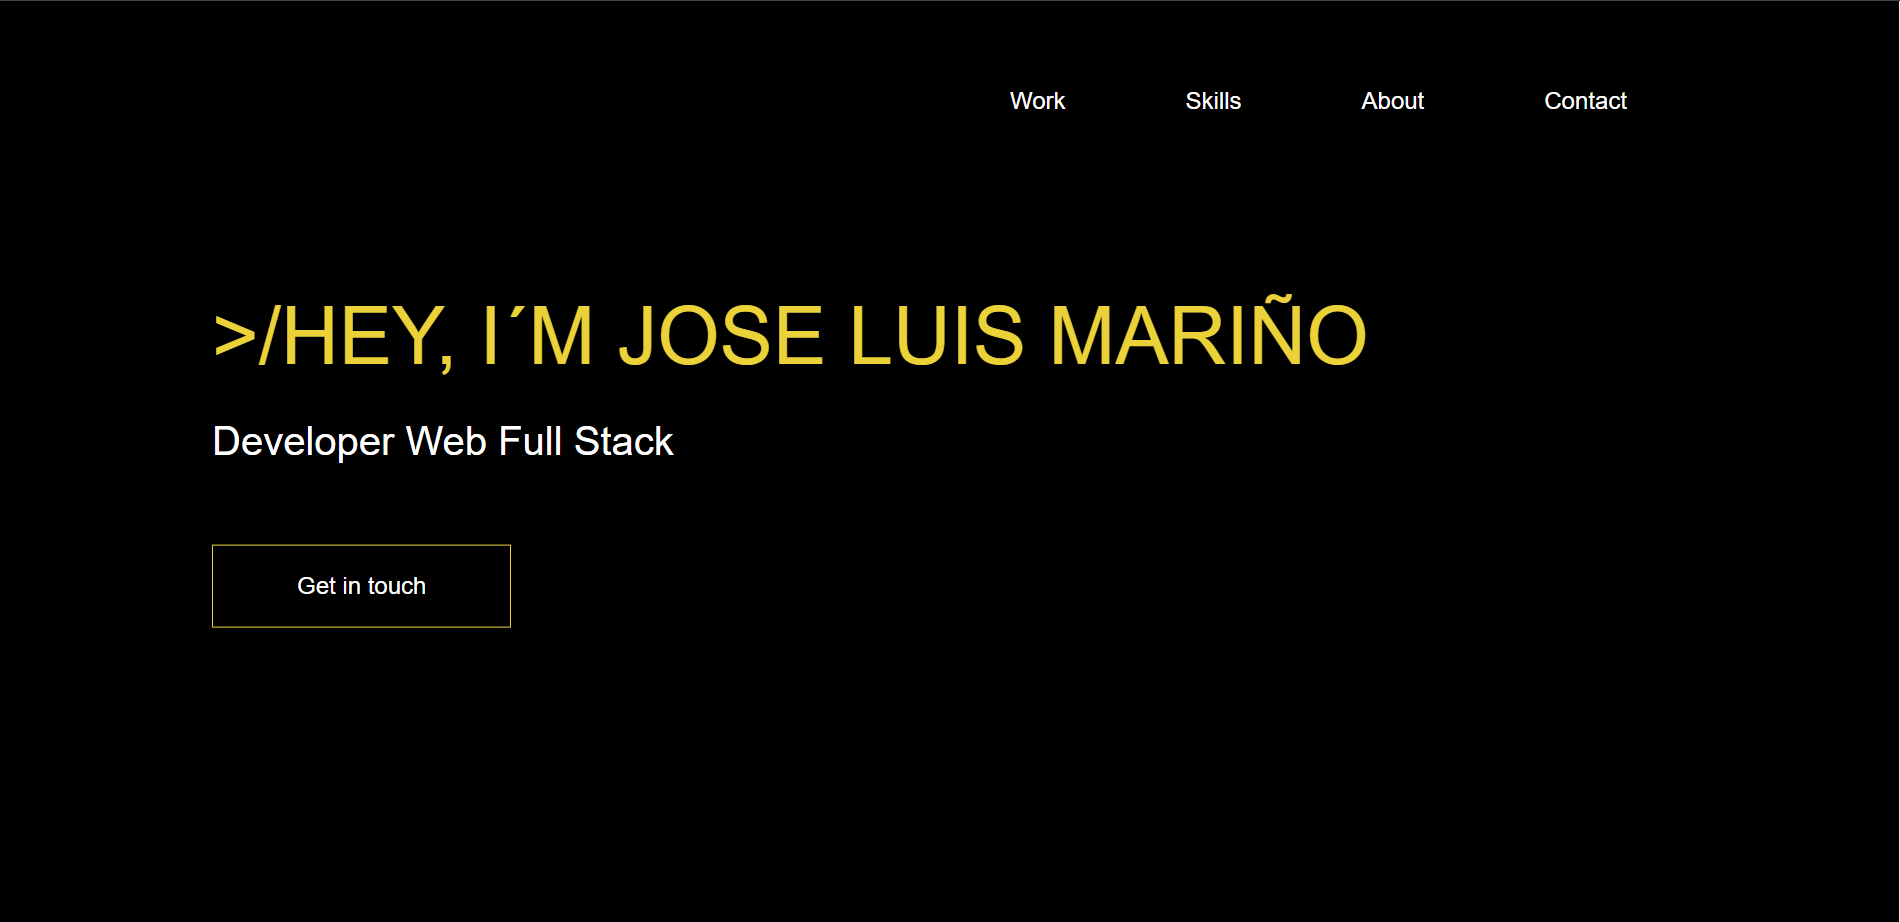 Work Skills About Contact
>/HEY, I´M JOSE LUIS MARIÑO
Developer Web Full Stack
Get in touch